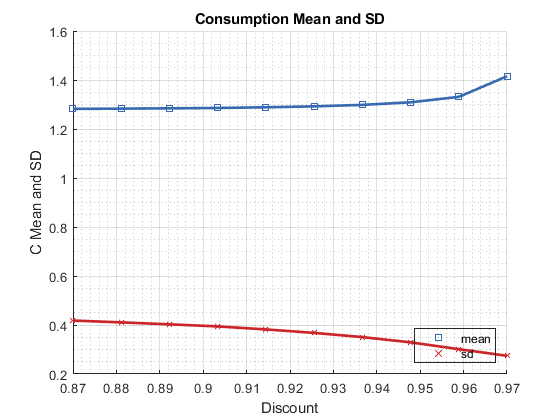 Consumption Mean and SD
1.6
1.4
1.2
1
0.8
0.6
0.4
0.2
C Mean and SD
mean
sd
0.87 0.88 0.89 0.9 0.91 0.92 0.93 0.94 0.95 0.96 0.97
Discount